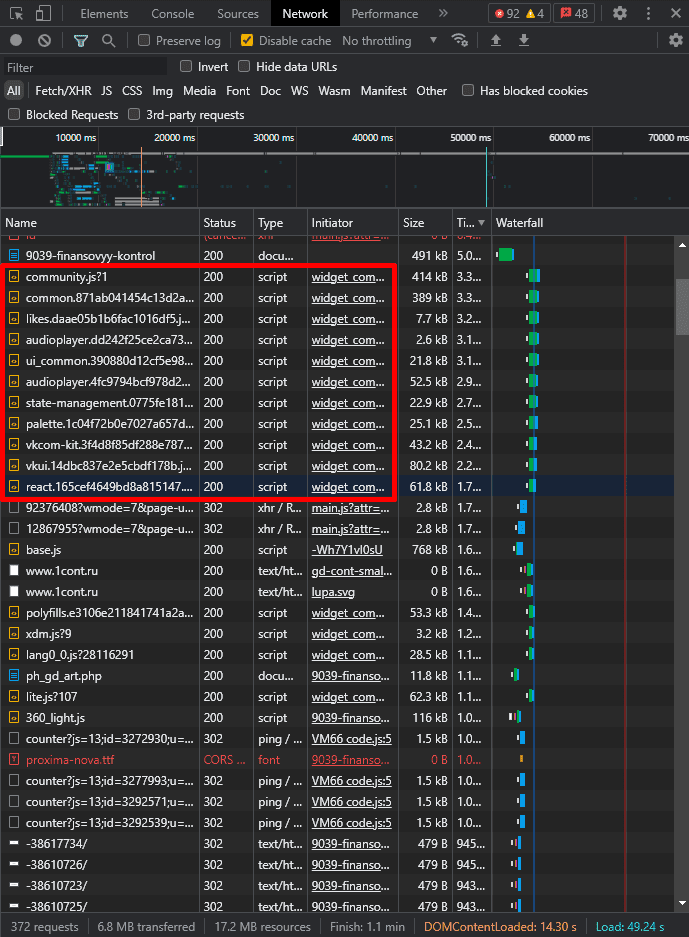 Elements Console Sources Network Performance » 92 4 48
Preserve log Disable cache No throttling
Filter Invert Hide data URLs
All Fetch/XHR JS CSS Img Media Font Doc WS Wasm Manifest Other Has blocked cookies
Blocked Requests 3rd-party requests
10000 ms 20000 ms 30000 ms 40000 ms 50000 ms 60000 ms 70000 ms
Name Status Type Initiator Size Ti... Waterfall
9039-finansovyy-kontrol 200 docu... 491 kB 5.0...
community.js?1 200 script widget_com... 414 kB 3.3...
common.871ab041454c13d2a... 200 script widget_com... 389 kB 3.3...
likes.daae05b1b6fac1016df5.j... 200 script widget_com... 7.7 kB 3.2...
audioplayer.dd242f25ce2ca73... 200 script widget_com... 2.6 kB 3.1...
ui_common.390880d12cf5e98... 200 script widget_com... 21.8 kB 3.1...
audioplayer.4fc9794bcf978d2... 200 script widget_com... 52.5 kB 2.9...
state-management.0775fe181... 200 script widget_com... 22.9 kB 2.7...
palette.1c04f72b0e7027a657d... 200 script widget_com... 25.1 kB 2.5...
vkcom-kit.3f4d8f85df288e787... 200 script widget_com... 43.2 kB 2.4...
vkui.14dbc837e2e5cbdf178b.j... 200 script widget_com... 80.2 kB 2.2...
react.165cef4649bd8a815147.... 200 script widget_com... 61.8 kB 1.7...
92376408?wmode=7&page-u... 302 xhr / R... main.js?attr=... 2.8 kB 1.7...
12867955?wmode=7&page-u... 302 xhr / R... main.js?attr=... 2.8 kB 1.7...
base.js 200 script -Wh7Y1vI0sU 768 kB 1.6...
www.1cont.ru 200 text/ht... gd-cont-smal... 0 B 1.6...
www.1cont.ru 200 text/ht... lupa.svg 0 B 1.6...
polyfills.e3106e211841741a2a... 200 script widget_com... 53.3 kB 1.4...
xdm.js?9 200 script widget_com... 3.2 kB 1.2...
lang0_0.js?28116291 200 script widget_com... 28.5 kB 1.1...
ph_gd_art.php 200 docu... 9039-finanso... 11.8 kB 1.1...
lite.js?107 200 script widget_com... 62.3 kB 1.1...
360_light.js 200 script 9039-finanso... 116 kB 1.0...
counter?js=13;id=3272930;u=... 302 ping / ... VM66 code.js:5 1.5 kB 1.0...
proxima-nova.ttf CORS ... font 9039-finanso... 0 B 1.0...
counter?js=13;id=3277993;u=... 302 ping / ... VM66 code.js:5 1.5 kB 1.0...
counter?js=13;id=3292571;u=... 302 ping / ... VM66 code.js:5 1.5 kB 1.0...
counter?js=13;id=3292539;u=... 302 ping / ... VM66 code.js:5 1.5 kB 1.0...
-38617734/ 302 text/ht... 9039-finanso... 479 B 945...
-38610726/ 302 text/ht... 9039-finanso... 479 B 945...
-38610723/ 302 text/ht... 9039-finanso... 479 B 943...
-38610725/ 302 text/ht... 9039-finanso... 479 B 943...
372 requests 6.8 MB transferred 17.2 MB resources Finish: 1.1 min DOMContentLoaded: 14.30 s Load: 49.24 s